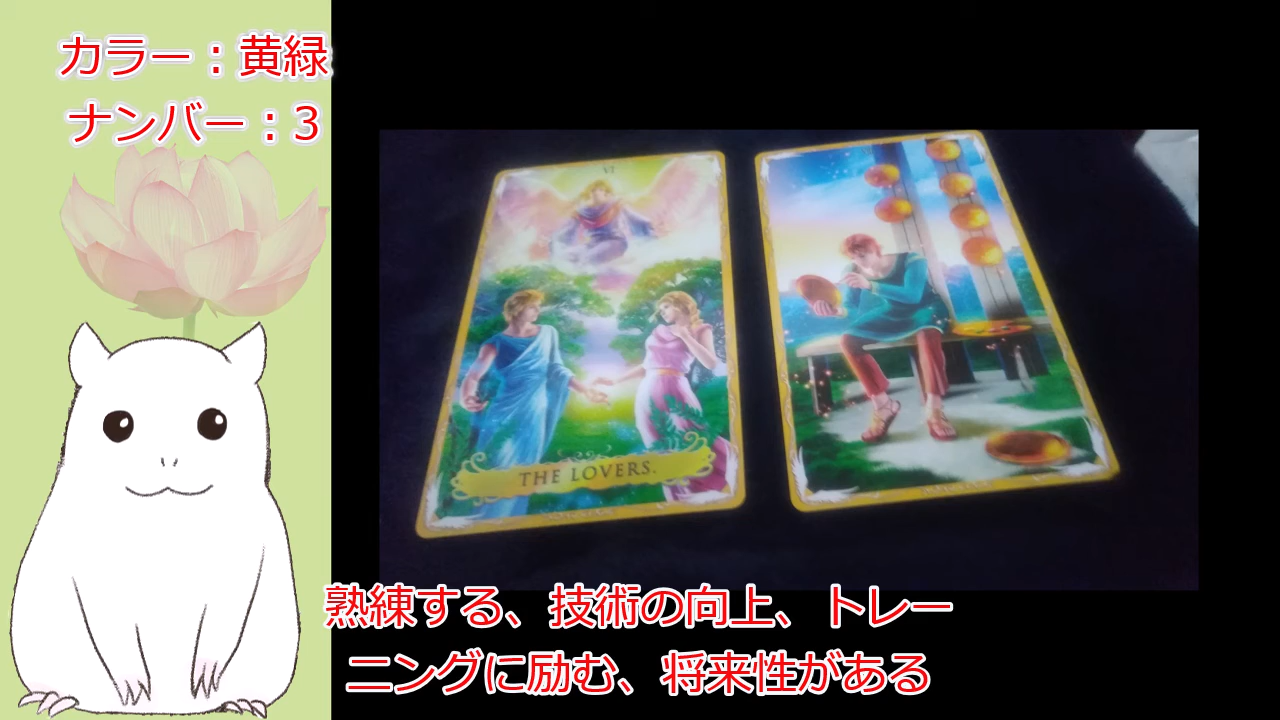 カラー：黄緑
ナンバー：3
VI
THE LOVERS.
熟練する、技術の向上、トレー
ニングに励む、将来性がある